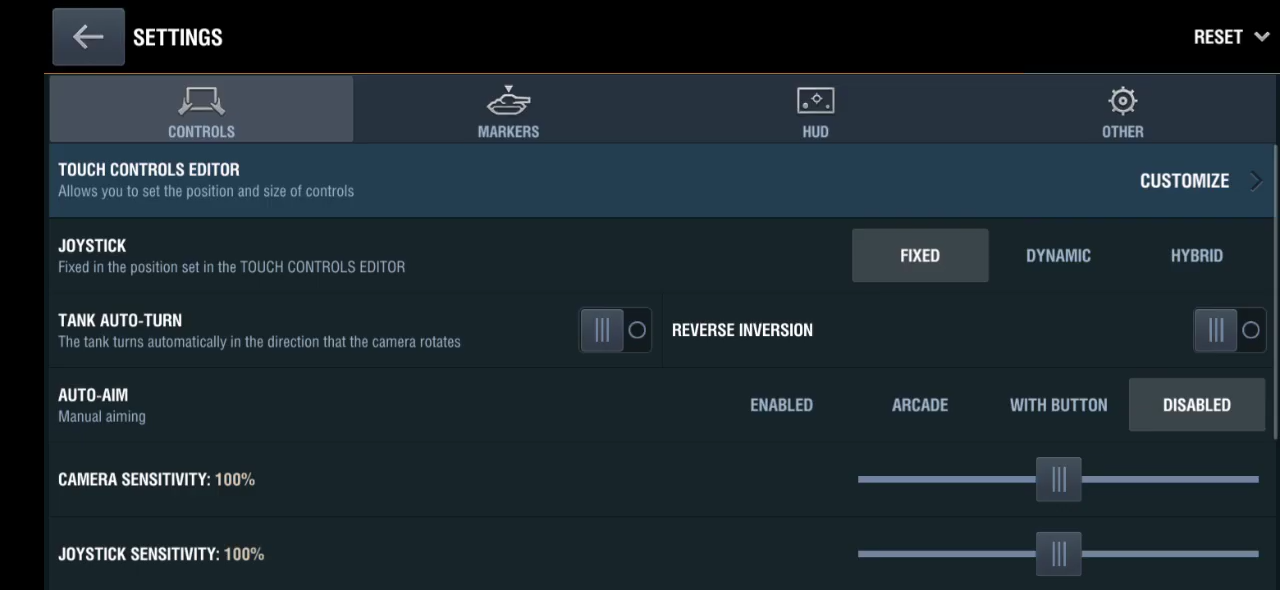 SETTINGS
RESET
CONTROLS
MARKERS
HUD
OTHER
TOUCH CONTROLS EDITOR
Allows you to set the position and size of controls
CUSTOMIZE
JOYSTICK
Fixed in the position set in the TOUCH CONTROLS EDITOR
FIXED
DYNAMIC
HYBRID
TANK AUTO-TURN
The tank turns automatically in the direction that the camera rotates
REVERSE INVERSION
AUTO-AIM
Manual aiming
ENABLED
ARCADE
WITH BUTTON
DISABLED
CAMERA SENSITIVITY: 100%
JOYSTICK SENSITIVITY: 100%